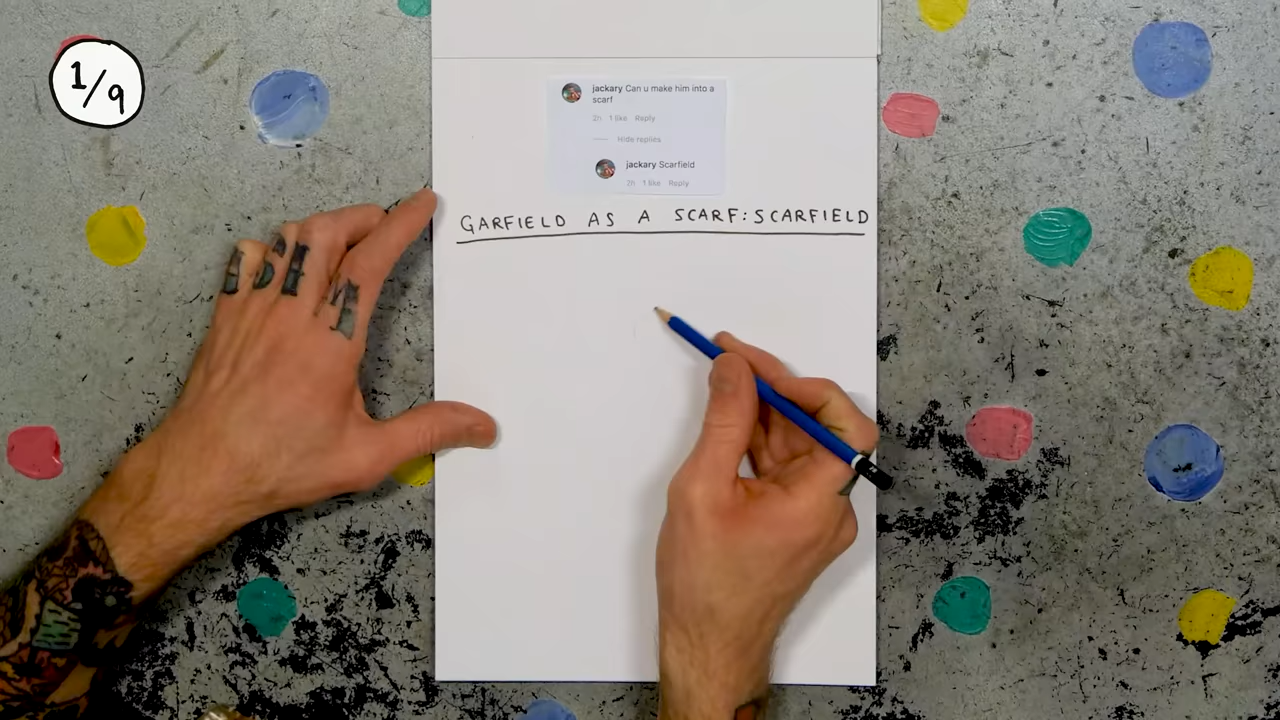 1/9
jackary Can u make him into a
scarf
2h 1 like Reply
Hide replies
jackary Scarfield
2h 1 like Reply
GARFIELD AS A SCARF: SCARFIELD